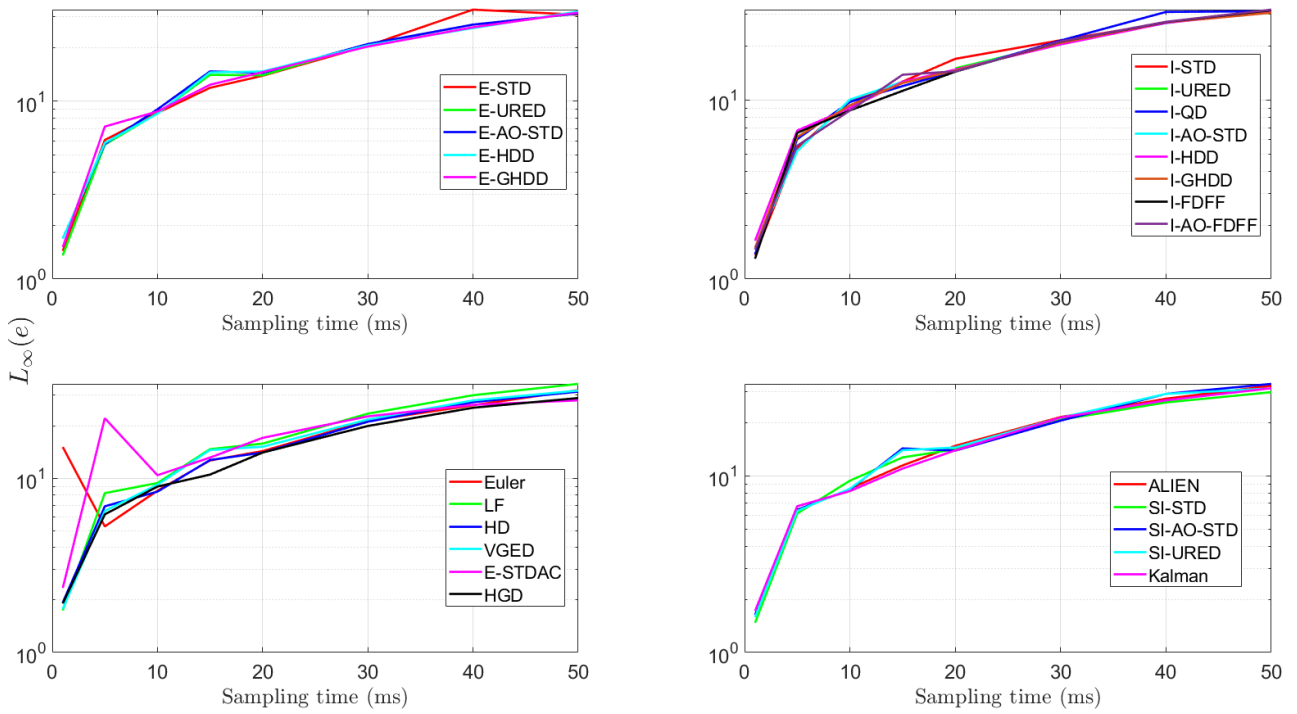 10^1
10^0
0 10 20 30 40 50
Sampling time (ms)
E-STD
E-URED
E-AO-STD
E-HDD
E-GHDD
10^1
10^0
0 10 20 30 40 50
Sampling time (ms)
I-STD
I-URED
I-QD
I-AO-STD
I-HDD
I-GHDD
I-FDFF
I-AO-FDFF
L_∞(e)
10^1
10^0
0 10 20 30 40 50
Sampling time (ms)
Euler
LF
HD
VGED
E-STDAC
HGD
10^1
10^0
0 10 20 30 40 50
Sampling time (ms)
ALIEN
SI-STD
SI-AO-STD
SI-URED
Kalman